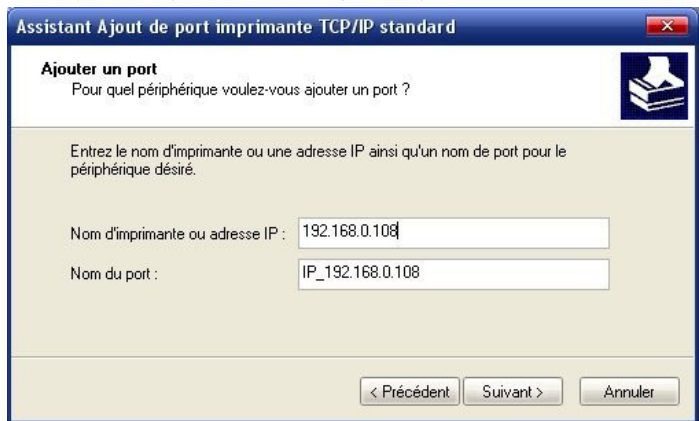 Assistant Ajout de port imprimante TCP/IP standard
Ajouter un port
Pour quel périphérique voulez-vous ajouter un port ?
Entrez le nom d'imprimante ou une adresse IP ainsi qu'un nom de port pour le
périphérique désiré.
Nom d'imprimante ou adresse IP : 192.168.0.108
Nom du port : IP_192.168.0.108
< Précédent Suivant > Annuler